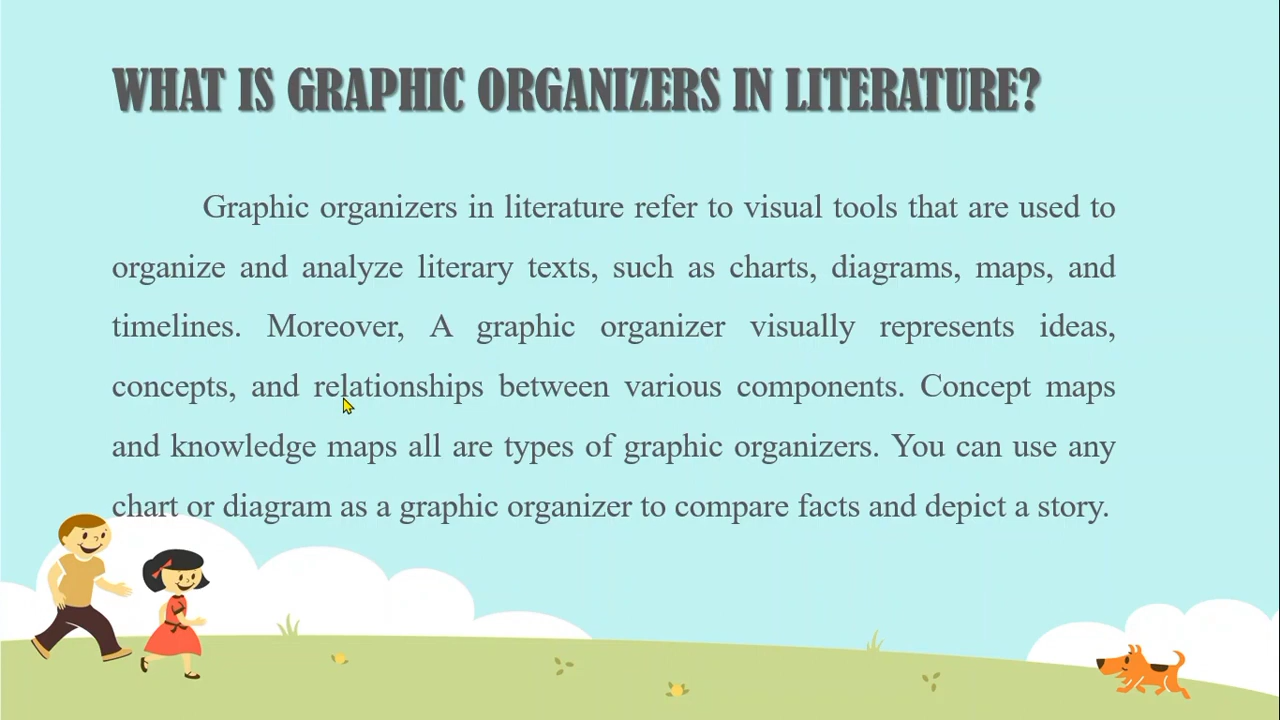 WHAT IS GRAPHIC ORGANIZERS IN LITERATURE?
Graphic organizers in literature refer to visual tools that are used to
organize and analyze literary texts, such as charts, diagrams, maps, and
timelines. Moreover, A graphic organizer visually represents ideas,
concepts, and relationships between various components. Concept maps
and knowledge maps all are types of graphic organizers. You can use any
chart or diagram as a graphic organizer to compare facts and depict a story.